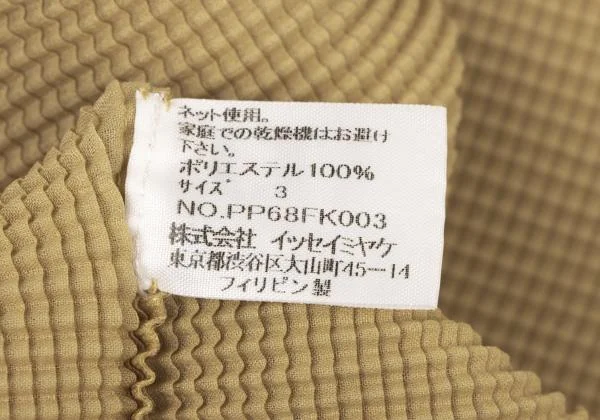 ネット使用。
家庭での乾燥機はお避け
下さい。
ポリエステル100%
サイズ 3
NO.PP68FK003
株式会社 イッセイミヤケ
東京都渋谷区大山町45―14
フィリピン製